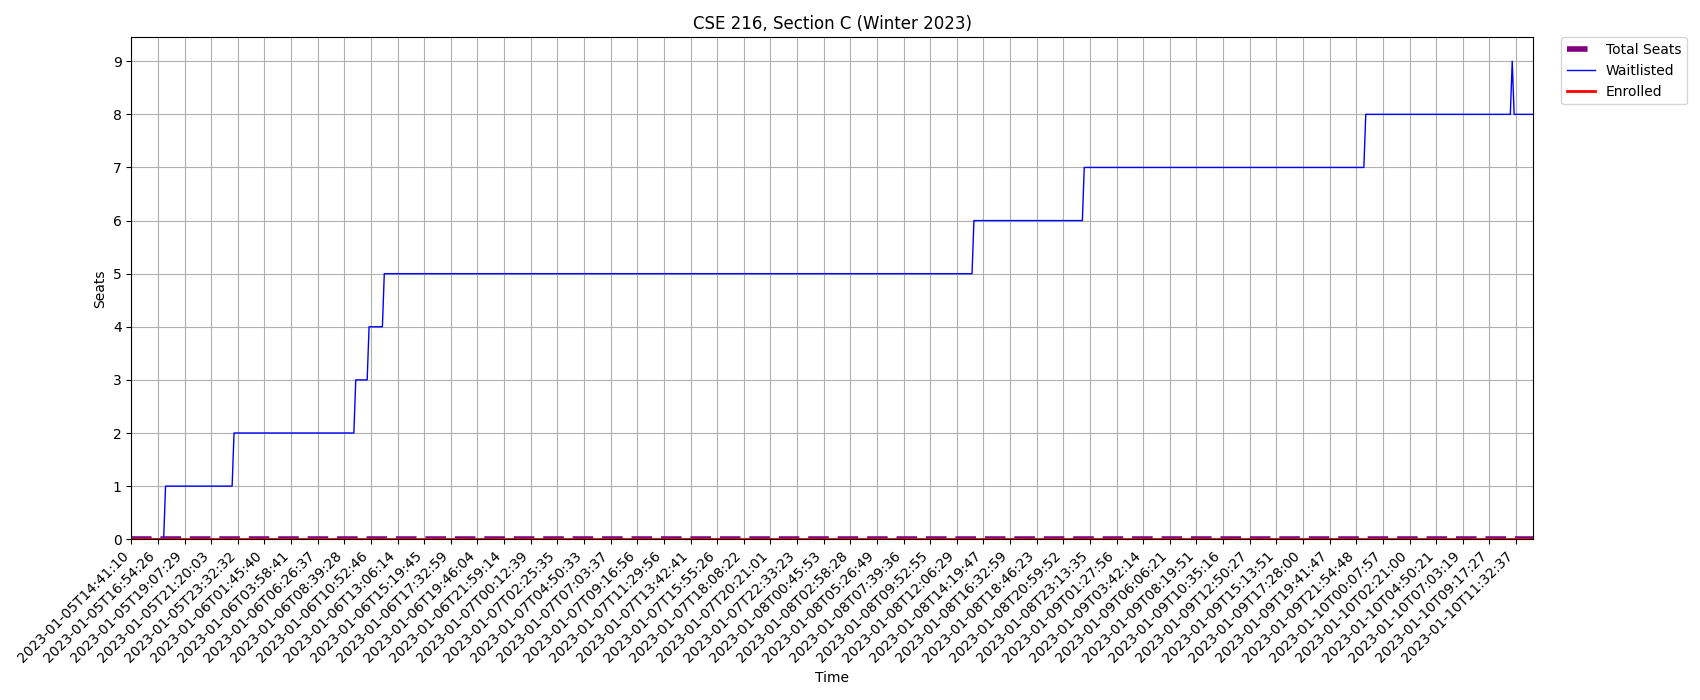 CSE 216, Section C (Winter 2023)
Total Seats
Waitlisted
Enrolled
Seats
9
8
7
6
5
4
3
2
1
0
2023-01-05T14:41:10
2023-01-05T16:54:26
2023-01-05T19:07:29
2023-01-05T21:20:03
2023-01-05T23:32:32
2023-01-06T01:45:40
2023-01-06T03:58:41
2023-01-06T06:26:37
2023-01-06T08:39:28
2023-01-06T10:52:46
2023-01-06T13:06:14
2023-01-06T15:19:45
2023-01-06T17:32:59
2023-01-06T19:46:04
2023-01-06T21:59:14
2023-01-07T00:12:39
2023-01-07T02:25:35
2023-01-07T04:50:33
2023-01-07T07:03:37
2023-01-07T09:16:56
2023-01-07T11:29:56
2023-01-07T13:42:41
2023-01-07T15:55:26
2023-01-07T18:08:22
2023-01-07T20:21:01
2023-01-07T22:33:23
2023-01-08T00:45:53
2023-01-08T02:58:28
2023-01-08T05:26:49
2023-01-08T07:39:36
2023-01-08T09:52:55
2023-01-08T12:06:29
2023-01-08T14:19:47
2023-01-08T16:32:59
2023-01-08T18:46:23
2023-01-08T20:59:52
2023-01-08T23:13:35
2023-01-09T01:27:56
2023-01-09T03:42:14
2023-01-09T06:06:21
2023-01-09T08:19:51
2023-01-09T10:35:16
2023-01-09T12:50:27
2023-01-09T15:13:51
2023-01-09T17:28:00
2023-01-09T19:41:47
2023-01-09T21:54:48
2023-01-10T00:07:57
2023-01-10T02:21:00
2023-01-10T04:50:21
2023-01-10T07:03:19
2023-01-10T09:17:27
2023-01-10T11:32:37
Time